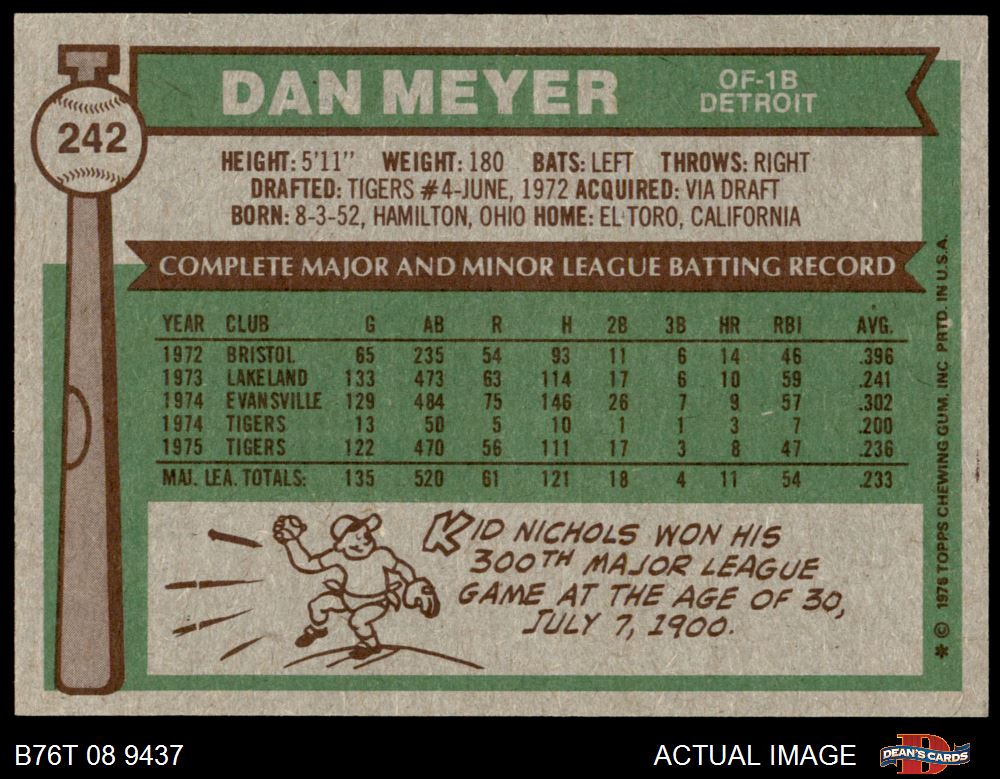 DAN MEYER
OF-1B
DETROIT
242
HEIGHT: 5'11" WEIGHT: 180 BATS: LEFT THROWS: RIGHT
DRAFTED: TIGERS #4-JUNE, 1972 ACQUIRED: VIA DRAFT
BORN: 8-3-52, HAMILTON, OHIO HOME: EL TORO, CALIFORNIA
COMPLETE MAJOR AND MINOR LEAGUE BATTING RECORD
YEAR CLUB G AB R H 2B 3B HR RBI AVG.
1972 BRISTOL 65 235 54 93 11 6 14 46 .396
1973 LAKELAND 133 473 63 114 17 6 10 59 .241
1974 EVANSVILLE 129 484 75 146 26 7 9 57 .302
1974 TIGERS 13 50 5 10 1 1 3 7 .200
1975 TIGERS 122 470 56 111 17 3 8 47 .236
MAJ. LEA. TOTALS: 135 520 61 121 18 4 11 54 .233
KID NICHOLS WON HIS
300TH MAJOR LEAGUE
GAME AT THE AGE OF 30,
JULY 7, 1900.
* © 1976 TOPPS CHEWING GUM, INC PRTD. IN U.S.A.
B76T 08 9437
ACTUAL IMAGE
DEAN'S CARDS